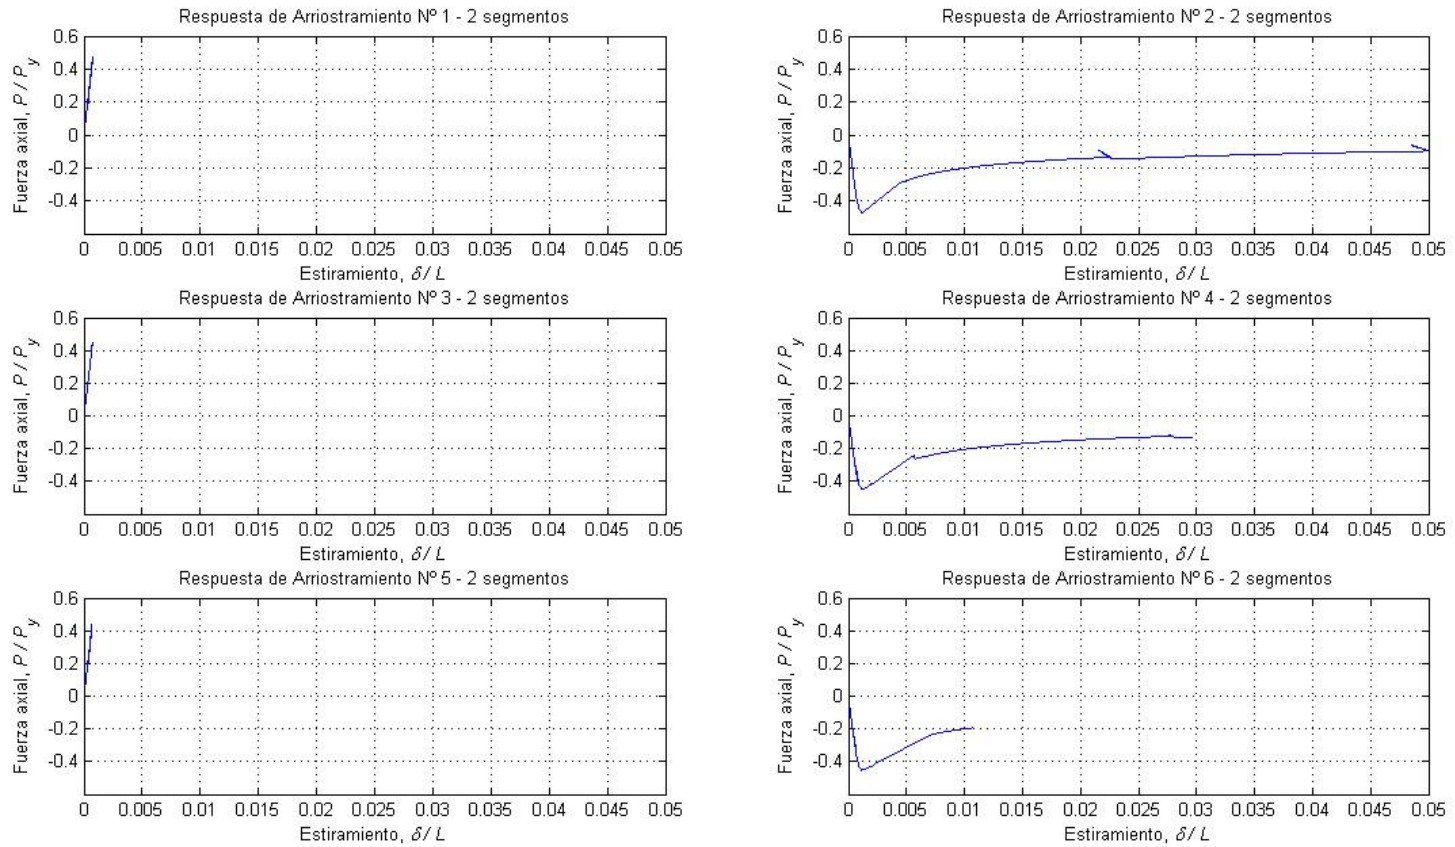 Respuesta de Arriostramiento Nº 1 - 2 segmentos
Fuerza axial, P / Py
0.6
0.4
0.2
0
-0.2
-0.4
0 0.005 0.01 0.015 0.02 0.025 0.03 0.035 0.04 0.045 0.05
Estiramiento, δ / L
Respuesta de Arriostramiento Nº 2 - 2 segmentos
Fuerza axial, P / Py
0.6
0.4
0.2
0
-0.2
-0.4
0 0.005 0.01 0.015 0.02 0.025 0.03 0.035 0.04 0.045 0.05
Estiramiento, δ / L
Respuesta de Arriostramiento Nº 3 - 2 segmentos
Fuerza axial, P / Py
0.6
0.4
0.2
0
-0.2
-0.4
0 0.005 0.01 0.015 0.02 0.025 0.03 0.035 0.04 0.045 0.05
Estiramiento, δ / L
Respuesta de Arriostramiento Nº 4 - 2 segmentos
Fuerza axial, P / Py
0.6
0.4
0.2
0
-0.2
-0.4
0 0.005 0.01 0.015 0.02 0.025 0.03 0.035 0.04 0.045 0.05
Estiramiento, δ / L
Respuesta de Arriostramiento Nº 5 - 2 segmentos
Fuerza axial, P / Py
0.6
0.4
0.2
0
-0.2
-0.4
0 0.005 0.01 0.015 0.02 0.025 0.03 0.035 0.04 0.045 0.05
Estiramiento, δ / L
Respuesta de Arriostramiento Nº 6 - 2 segmentos
Fuerza axial, P / Py
0.6
0.4
0.2
0
-0.2
-0.4
0 0.005 0.01 0.015 0.02 0.025 0.03 0.035 0.04 0.045 0.05
Estiramiento, δ / L